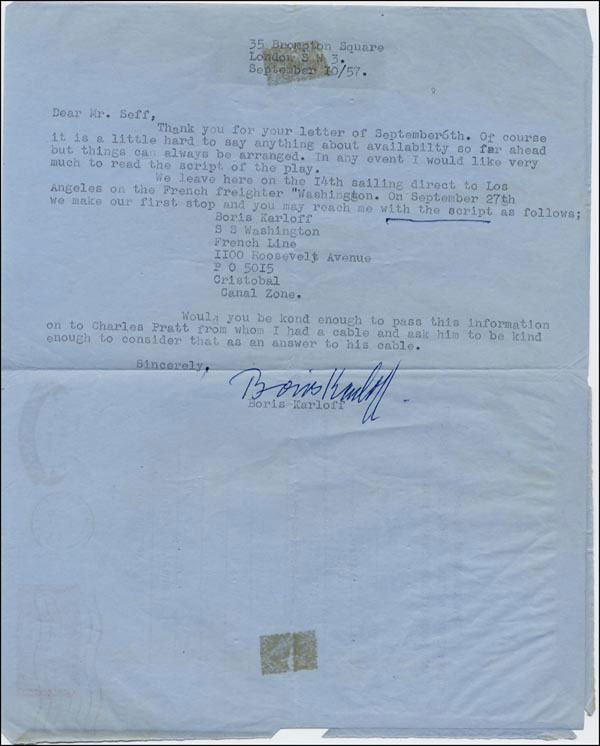 35 Brompton Square
London S W 3.
September 10/57.
Dear Mr. Seff,
Thank you for your letter of September6th. Of course
it is a little hard to say anything about availabilty so far ahead
but things can always be arranged. In any event I would like very
much to read the script of the play.
We leave here on the I4th sailing direct to Los
Angeles on the French freighter "Washington. On September 27th
we make our first stop and you may reach me with the script as follows;
Boris Karloff
S S Washington
French Line
II00 Roosevelt Avenue
P O 50I5
Cristobal
Canal Zone.
Would you be kond enough to pass this information
on to Charles Pratt from whom I had a cable and ask him to be kind
enough to consider that as an answer to his cable.
Sincerely.
Boris Karloff.
Boris Karloff